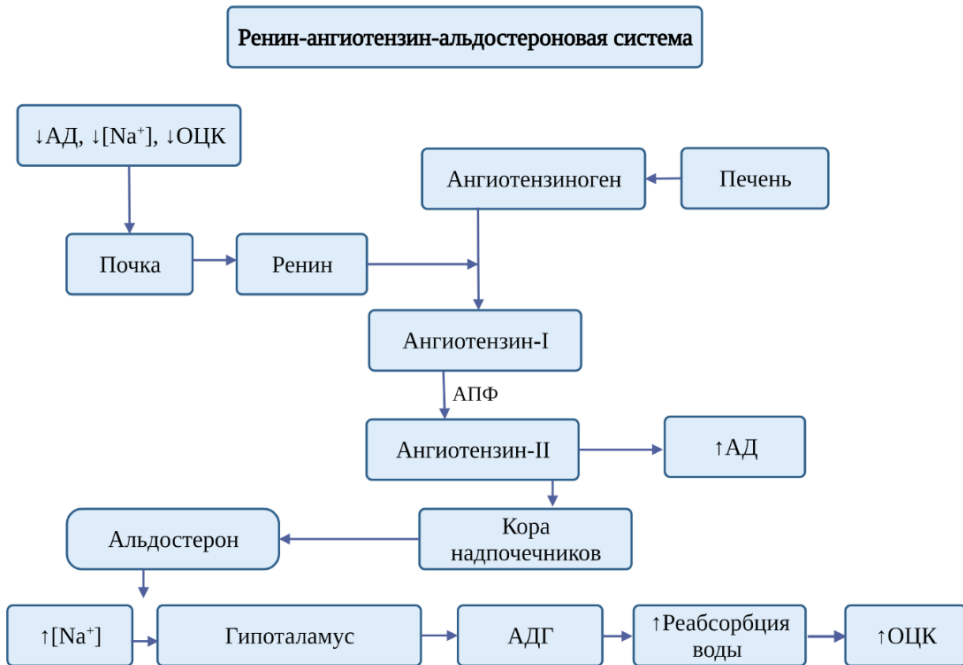 Ренин-ангиотензин-альдостероновая система
↓АД, ↓[Na⁺], ↓ОЦК
Ангиотензиноген
Печень
Почка
Ренин
Ангиотензин-I
АПФ
Ангиотензин-II
↑АД
Кора
надпочечников
Альдостерон
↑[Na⁺]
Гипоталамус
АДГ
↑Реабсорбция
воды
↑ОЦК